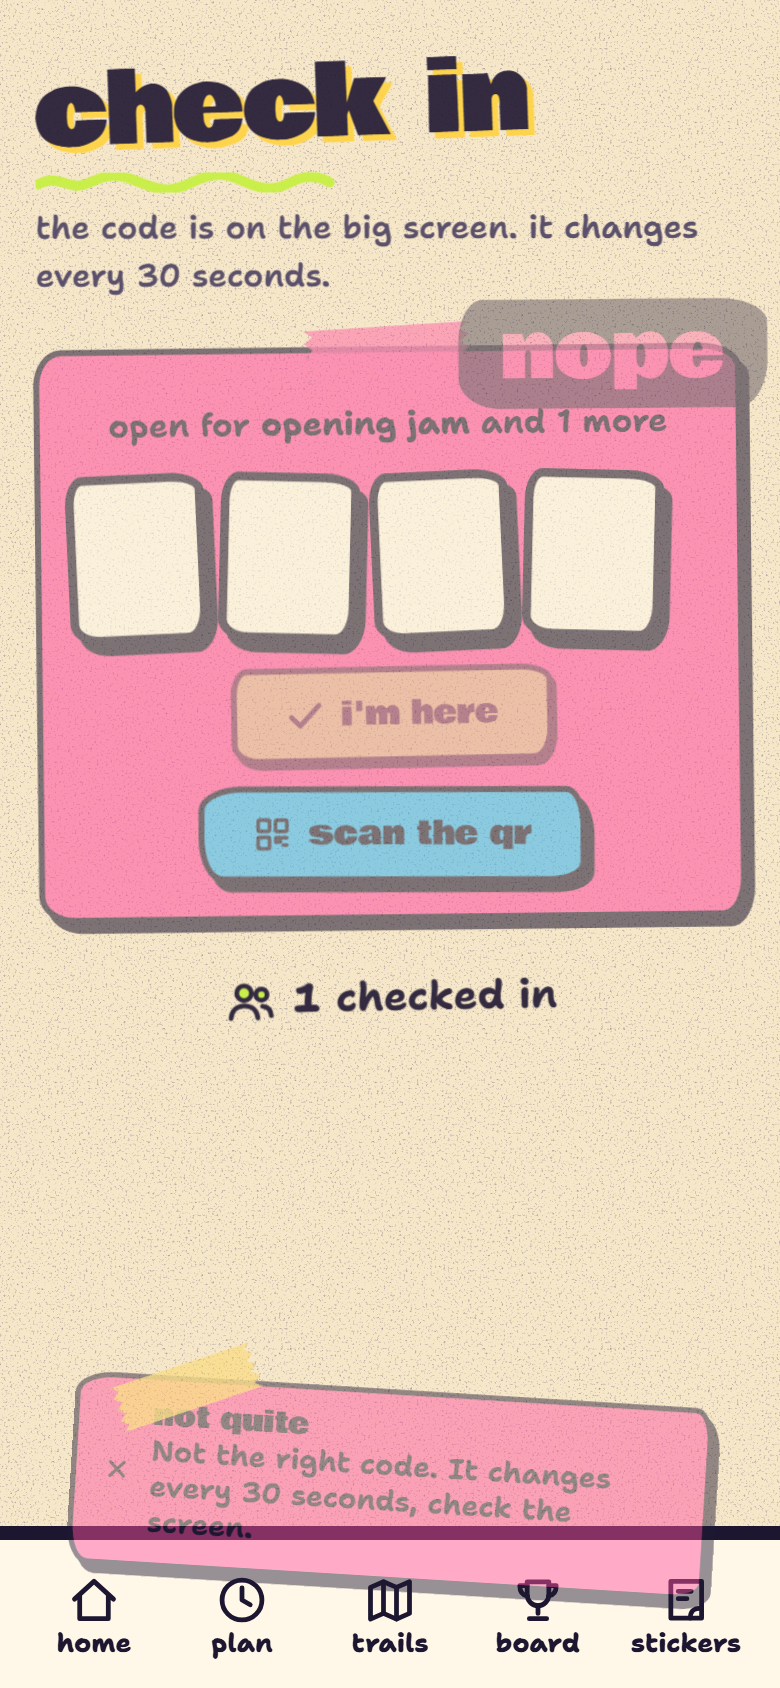 check in
the code is on the big screen. it changes
every 30 seconds.
nope
open for opening jam and 1 more
i'm here
scan the qr
1 checked in
not quite
Not the right code. It changes
every 30 seconds, check the
screen.
home
plan
trails
board
stickers